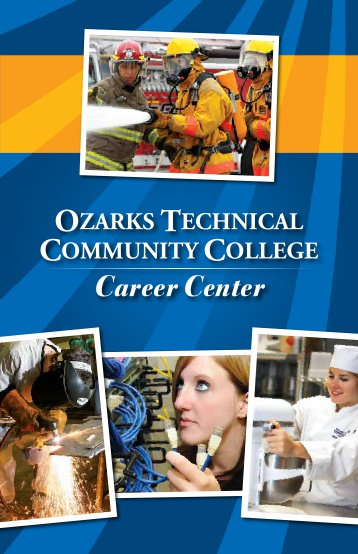 OZARKS TECHNICAL
COMMUNITY COLLEGE
Career Center